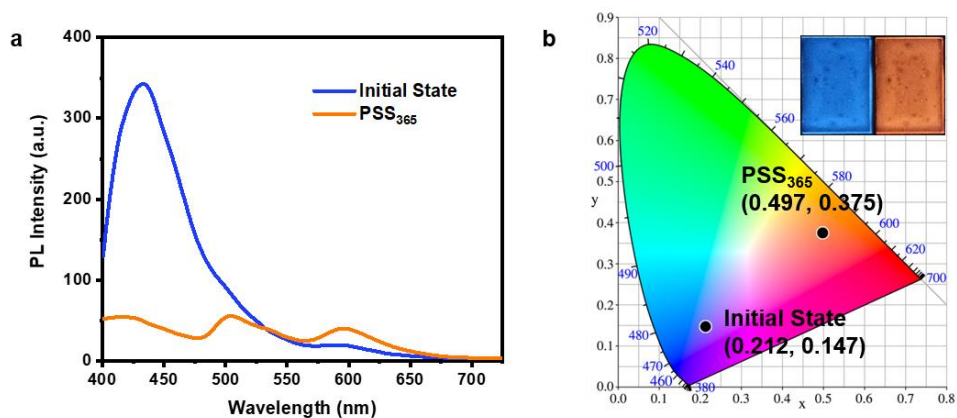 a
400
300
200
100
0
PL Intensity (a.u.)
400 450 500 550 600 650 700
Wavelength (nm)
Initial State
PSS365
b
0.9
0.8
0.7
0.6
0.5
y
0.4
0.3
0.2
0.1
0.0
0.0 0.1 0.2 0.3 0.4 0.5 0.6 0.7 0.8
x
520
540
560
500
580
600
620
700
490
480
470
460
380
PSS365
(0.497, 0.375)
Initial State
(0.212, 0.147)